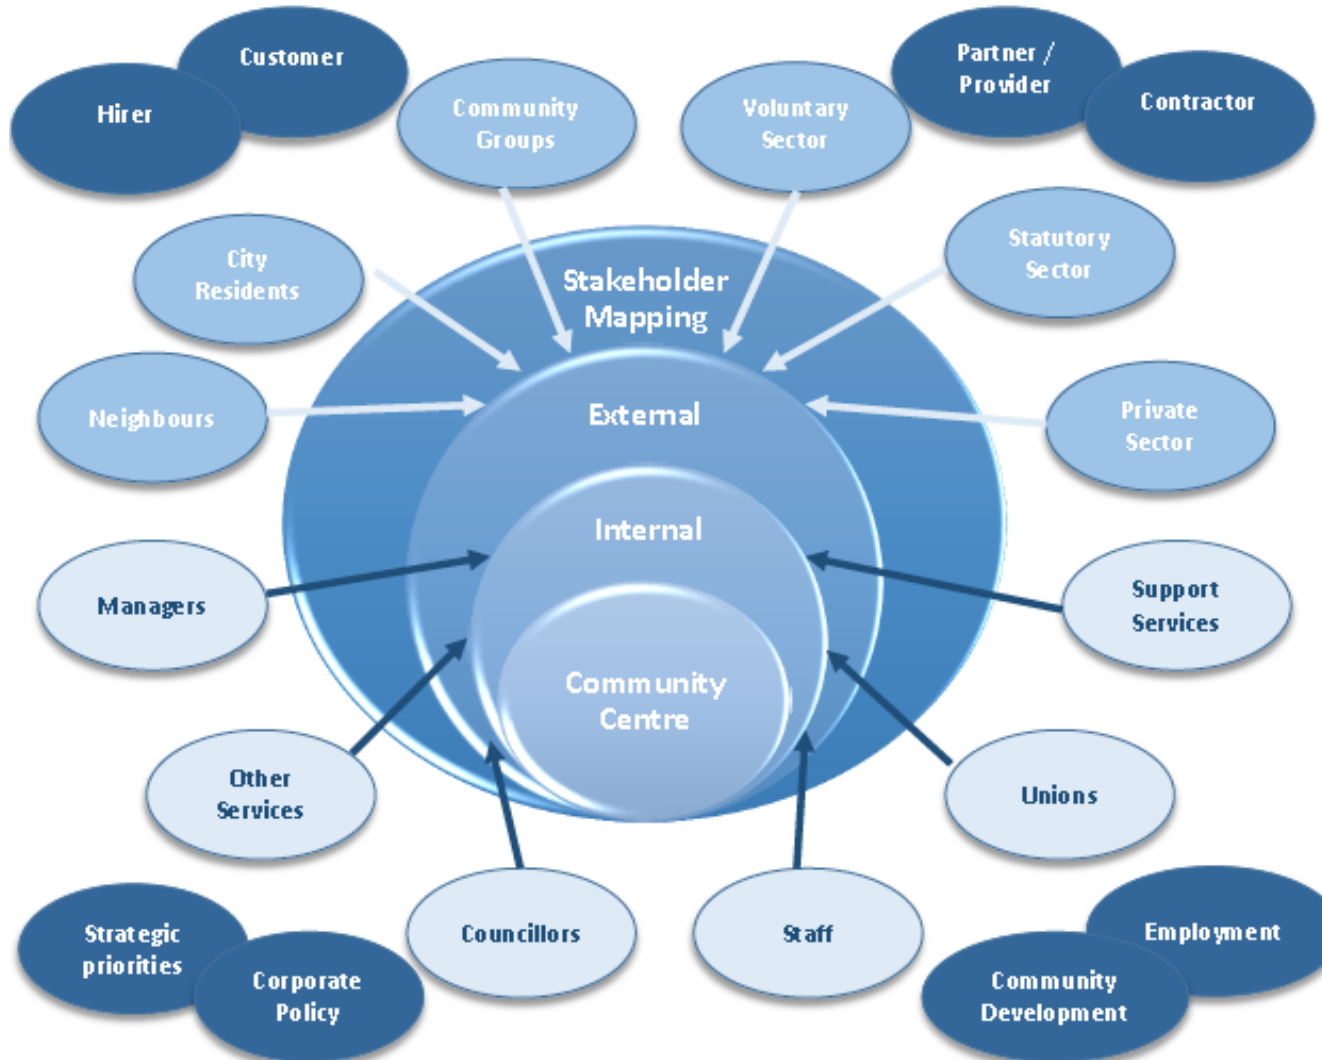 Customer
Hirer
Community
Groups
Voluntary
Sector
Partner /
Provider
Contractor
City
Residents
Stakeholder
Mapping
Statutory
Sector
Neighbours
External
Private
Sector
Internal
Managers
Support
Services
Community
Centre
Other
Services
Unions
Councillors
Staff
Strategic
priorities
Corporate
Policy
Employment
Community
Development